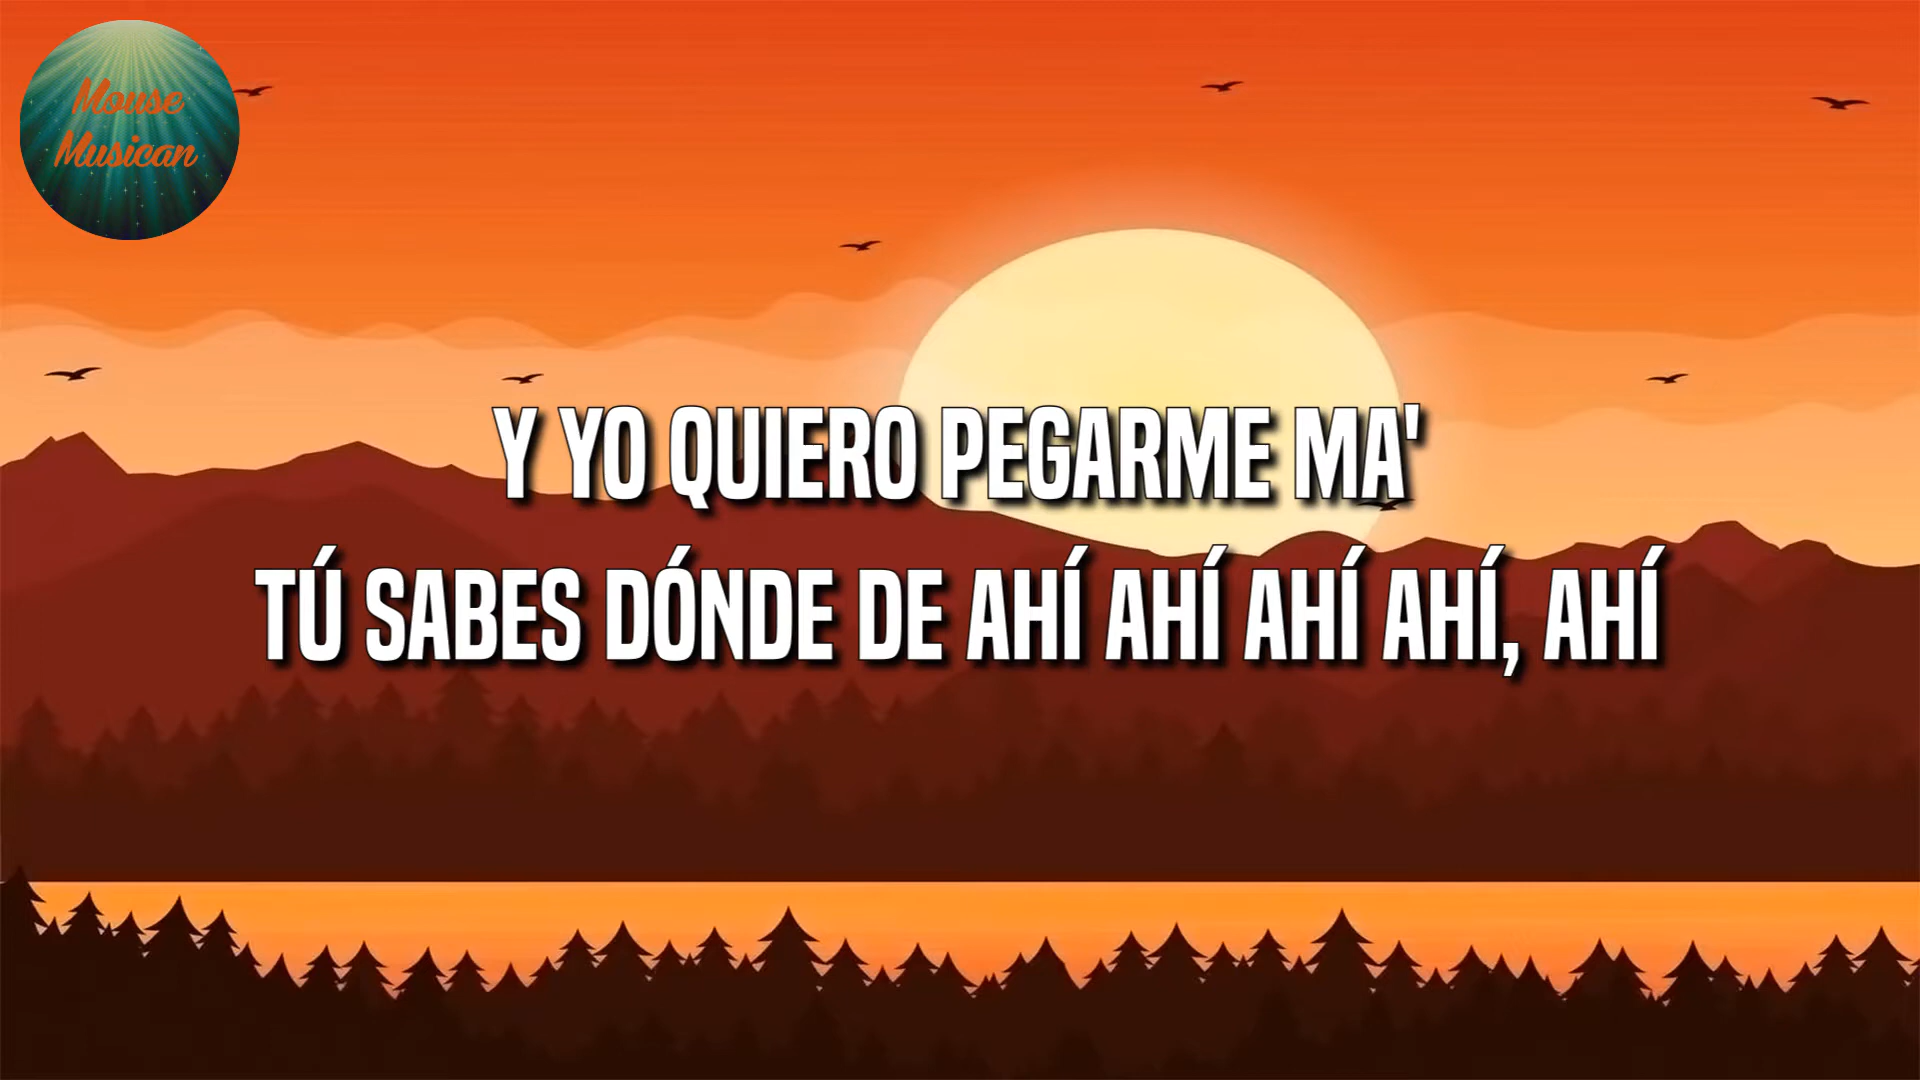 Mouse
Musican
Y YO QUIERO PEGARME MA'
TÚ SABES DÓNDE DE AHÍ AHÍ AHÍ AHÍ, AHÍ